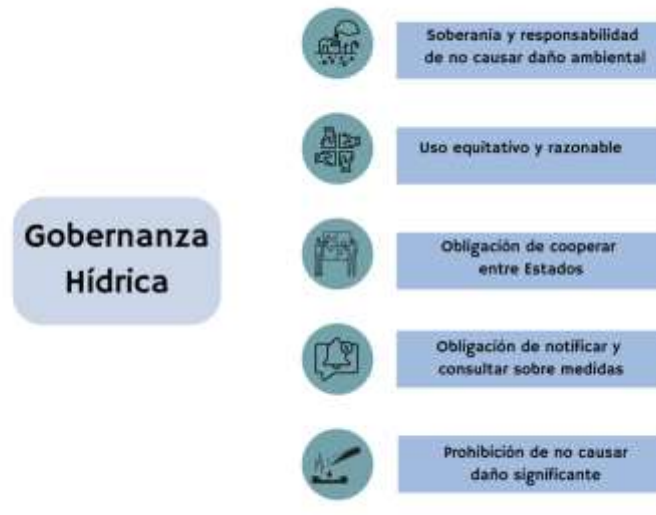 Gobernanza
Hídrica
Soberanía y responsabilidad
de no causar daño ambiental
Uso equitativo y razonable
Obligación de cooperar
entre Estados
Obligación de notificar y
consultar sobre medidas
Prohibición de no causar
daño significante